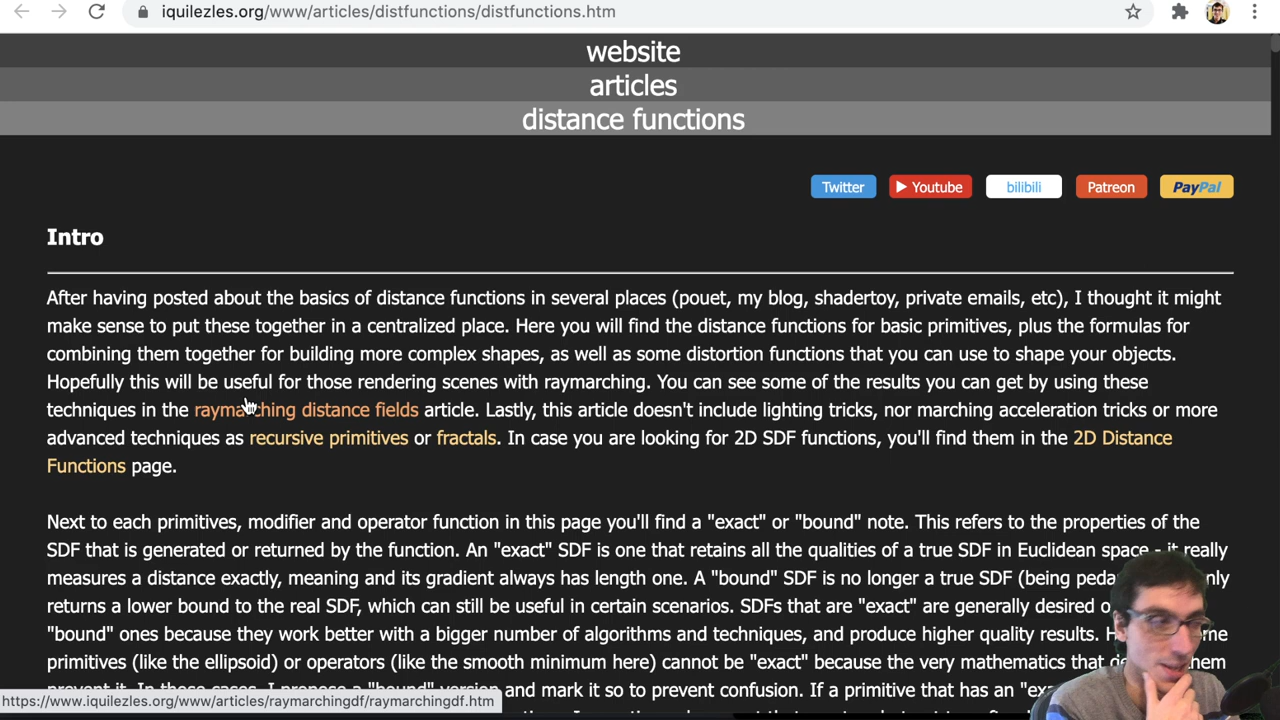 iquilezles.org/www/articles/distfunctions/distfunctions.htm
website
articles
distance functions
Twitter
Youtube
bilibili
Patreon
PayPal
Intro
After having posted about the basics of distance functions in several places (pouet, my blog, shadertoy, private emails, etc), I thought it might
make sense to put these together in a centralized place. Here you will find the distance functions for basic primitives, plus the formulas for
combining them together for building more complex shapes, as well as some distortion functions that you can use to shape your objects.
Hopefully this will be useful for those rendering scenes with raymarching. You can see some of the results you can get by using these
techniques in the raymarching distance fields article. Lastly, this article doesn't include lighting tricks, nor marching acceleration tricks or more
advanced techniques as recursive primitives or fractals. In case you are looking for 2D SDF functions, you'll find them in the 2D Distance
Functions page.
Next to each primitives, modifier and operator function in this page you'll find a "exact" or "bound" note. This refers to the properties of the
SDF that is generated or returned by the function. An "exact" SDF is one that retains all the qualities of a true SDF in Euclidean space - it really
measures a distance exactly, meaning and its gradient always has length one. A "bound" SDF is no longer a true SDF (being
returns a lower bound to the real SDF, which can still be useful in certain scenarios. SDFs that are "exact" are generally desired
"bound" ones because they work better with a bigger number of algorithms and techniques, and produce higher quality results.
primitives (like the ellipsoid) or operators (like the smooth minimum here) cannot be "exact" because the very mathematics that them
prevent it. In these cases, I propose a "bound" version and mark it so to prevent confusion. If a primitive that has an
https://www.iquilezles.org/www/articles/raymarchingdf/raymarchingdf.htm